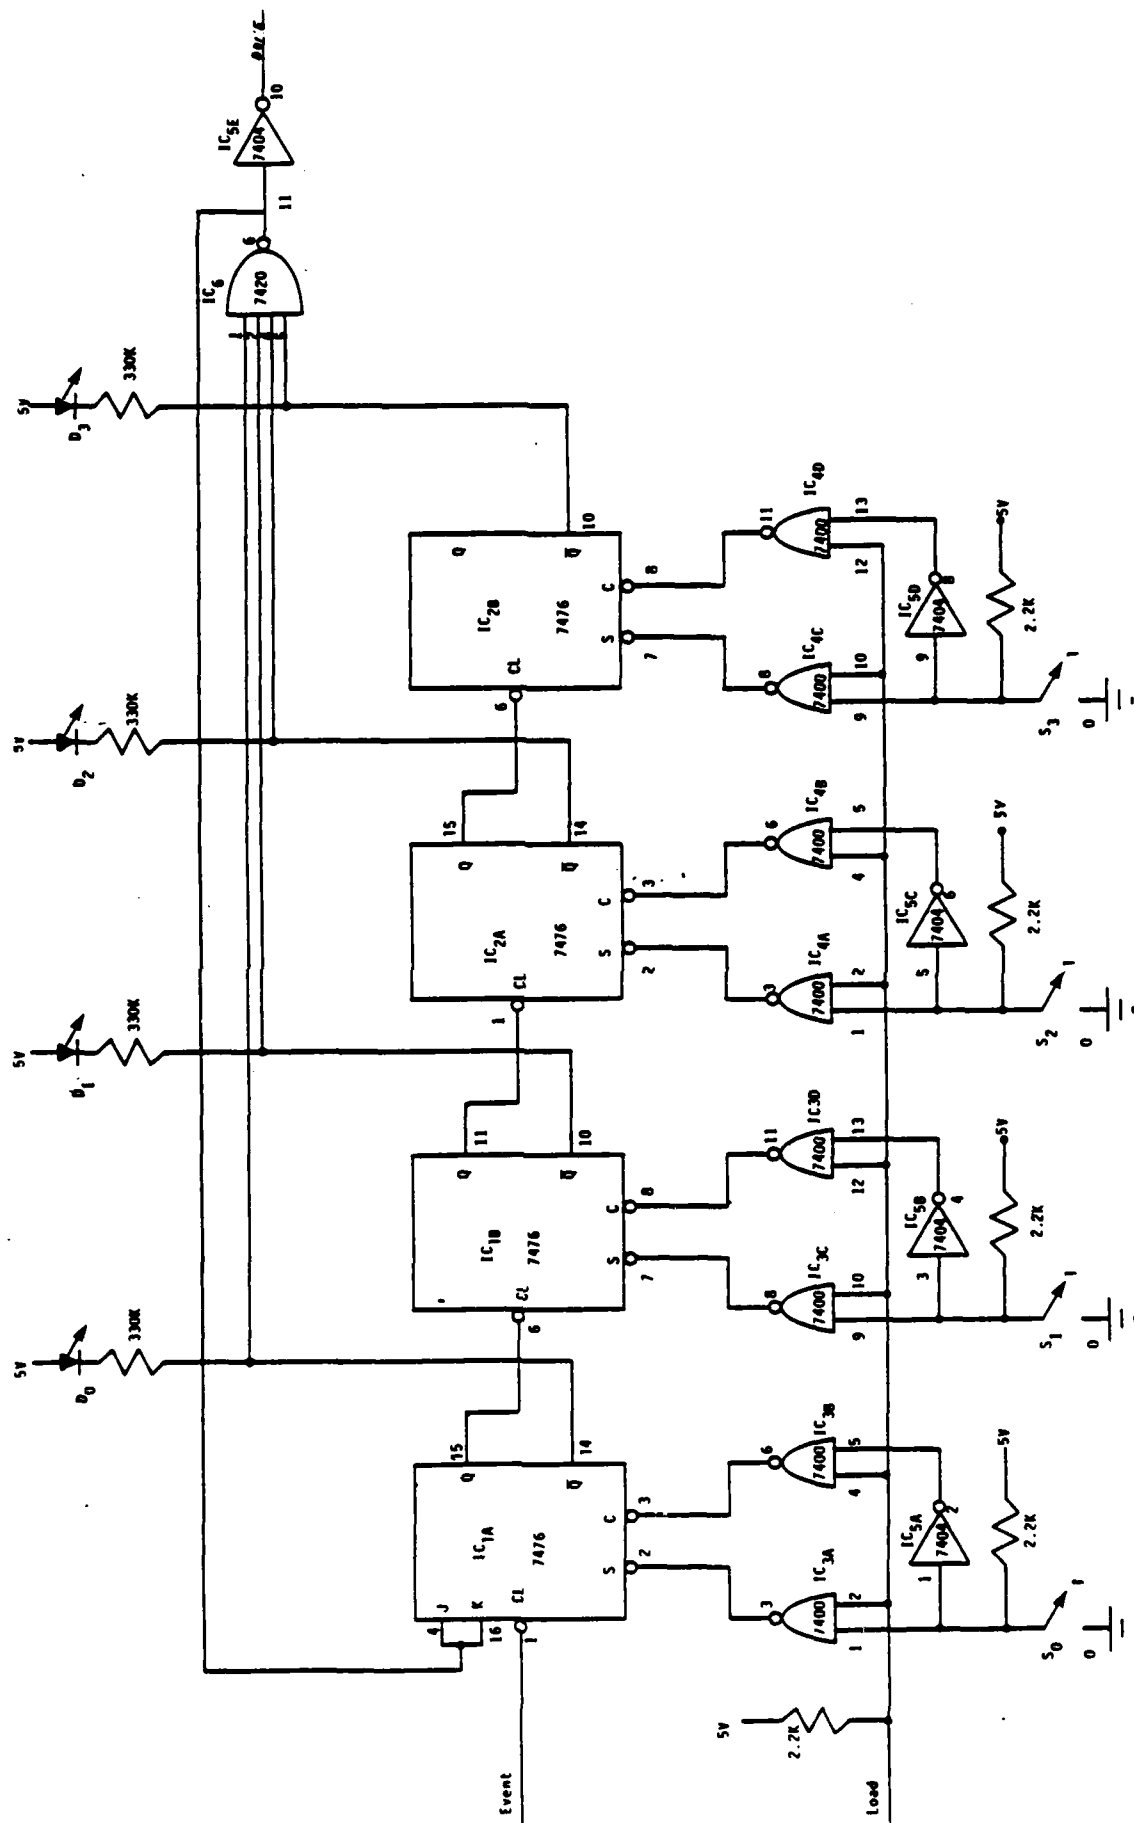 5V
D0
330K
5V
D1
330K
5V
D2
330K
5V
D3
330K
IC6
7420
6
11
IC5E
7404
10
Event
4
J
16
K
1
CL
IC1A
7476
Q
15
Q
14
S
2
C
3
6
CL
IC1B
7476
Q
11
Q
10
S
7
C
8
1
CL
IC2A
7476
Q
15
Q
14
S
2
C
3
6
CL
IC2B
7476
Q
Q
10
S
7
C
8
5V
2.2K
Load
3
7400
IC3A
1
2
6
7400
IC3B
4
5
8
7400
IC3C
9
10
11
7400
IC3D
12
13
3
7400
IC4A
1
2
6
7400
IC4B
4
5
8
7400
IC4C
9
10
11
7400
IC4D
12
13
IC5A
7404
1
2
IC5B
7404
3
4
IC5C
7404
5
6
IC5D
7404
9
8
5V
2.2K
S0
0
1
5V
2.2K
S1
0
1
5V
2.2K
S2
0
1
5V
2.2K
S3
0
1